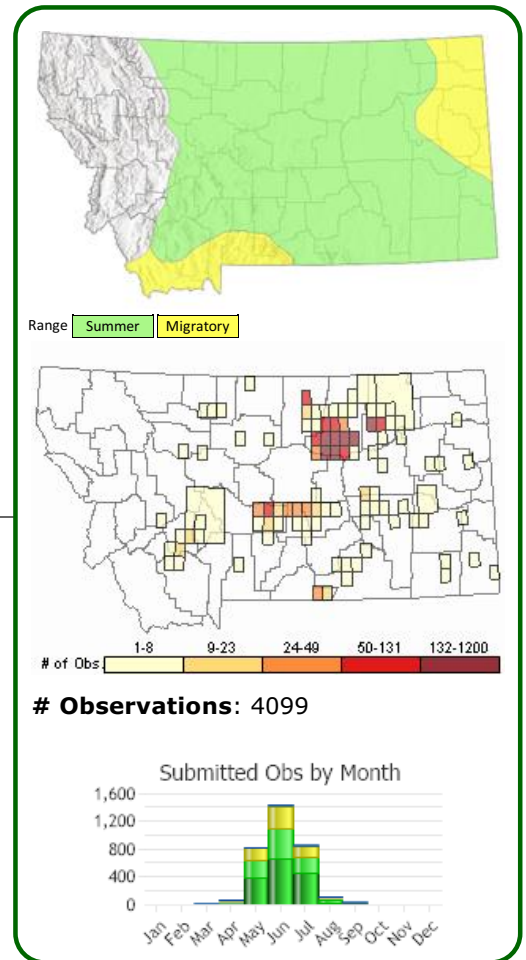 Range Summer Migratory
1-8 9-23 24-49 50-131 132-1200
# of Obs.
# Observations: 4099
Submitted Obs by Month
1,600
1,200
800
400
0
Jan Feb Mar Apr May Jun Jul Aug Sep Oct Nov Dec